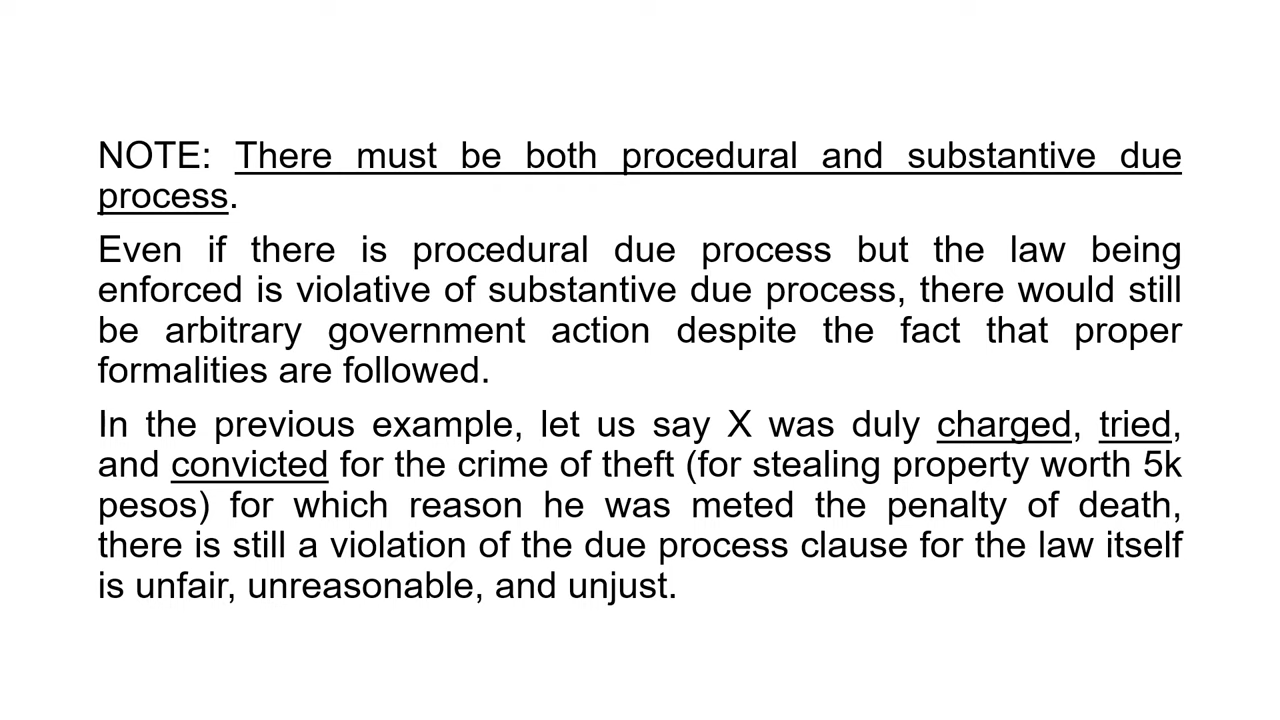 NOTE: There must be both procedural and substantive due
process.
Even if there is procedural due process but the law being
enforced is violative of substantive due process, there would still
be arbitrary government action despite the fact that proper
formalities are followed.
In the previous example, let us say X was duly charged, tried,
and convicted for the crime of theft (for stealing property worth 5k
pesos) for which reason he was meted the penalty of death,
there is still a violation of the due process clause for the law itself
is unfair, unreasonable, and unjust.